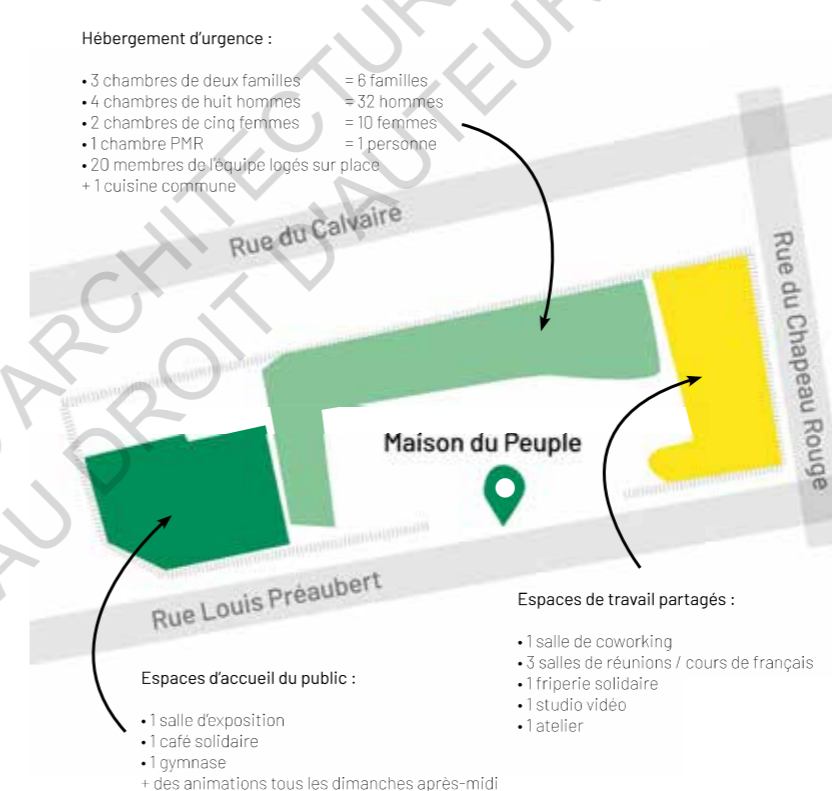 Hébergement d'urgence :
• 3 chambres de deux familles = 6 familles
• 4 chambres de huit hommes = 32 hommes
• 2 chambres de cinq femmes = 10 femmes
• 1 chambre PMR = 1 personne
• 20 membres de l'équipe logés sur place
+ 1 cuisine commune
Rue du Calvaire
Rue du Chapeau Rouge
Maison du Peuple
Rue Louis Préaubert
Espaces de travail partagés :
• 1 salle de coworking
• 3 salles de réunions / cours de français
• 1 friperie solidaire
• 1 studio vidéo
• 1 atelier
Espaces d'accueil du public :
• 1 salle d'exposition
• 1 café solidaire
• 1 gymnase
+ des animations tous les dimanches après-midi
D'ARCHITECTURE
AU DROIT D'AUTEUR